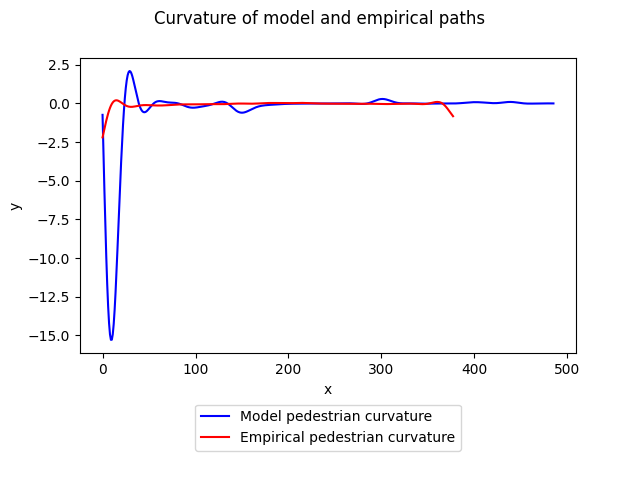 Curvature of model and empirical paths
2.5
0.0
−2.5
−5.0
−7.5
−10.0
−12.5
−15.0
y
0
100
200
300
400
500
x
Model pedestrian curvature
Empirical pedestrian curvature